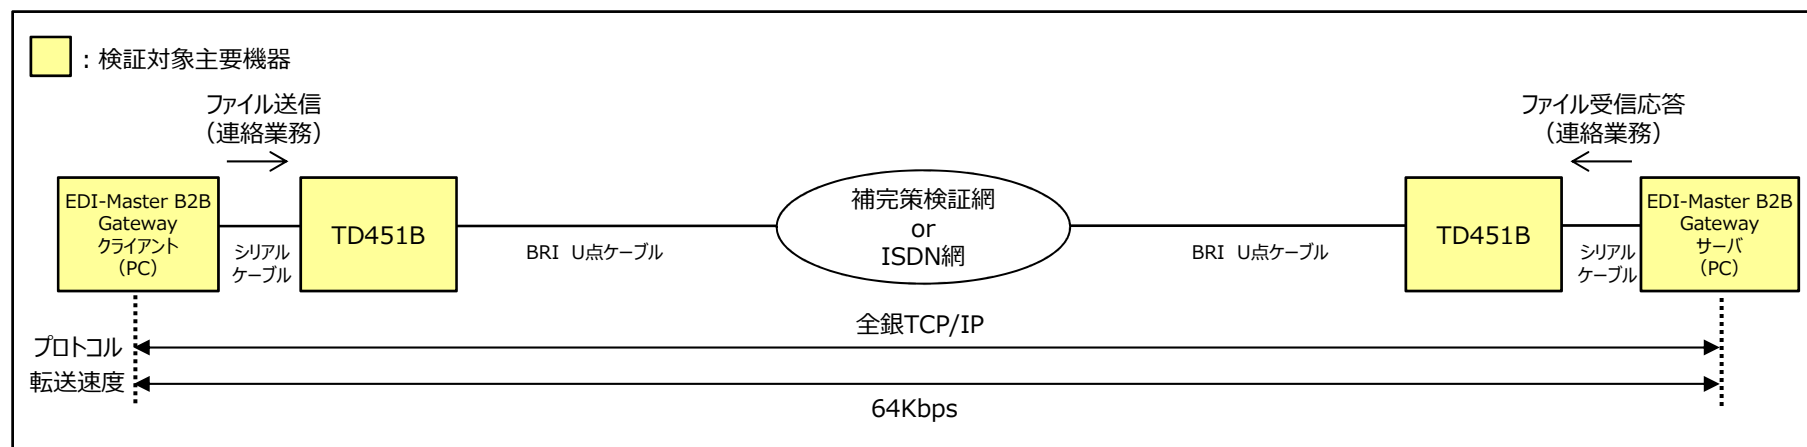 ：検証対象主要機器
ファイル送信
（連絡業務）
ファイル受信応答
（連絡業務）
EDI-Master B2B
Gateway
クライアント
（PC）
シリアル
ケーブル
TD451B
BRI U点ケーブル
補完策検証網
or
ISDN網
BRI U点ケーブル
TD451B
シリアル
ケーブル
EDI-Master B2B
Gateway
サーバ
（PC）
全銀TCP/IP
プロトコル
転送速度
64Kbps